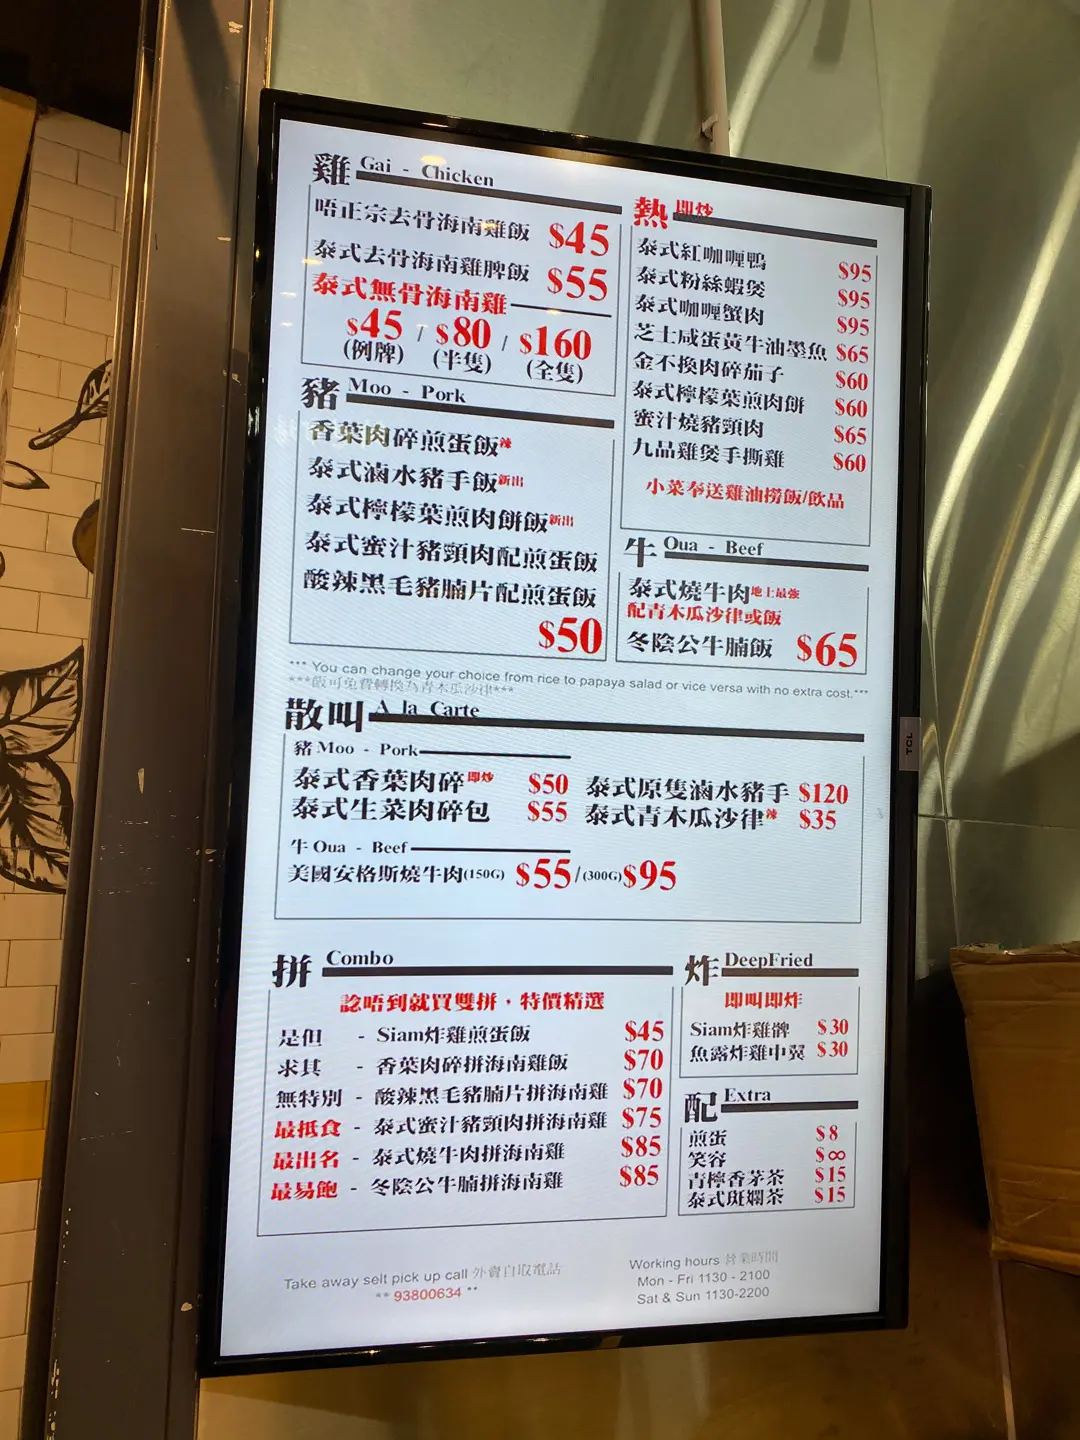 雞 Gai - Chicken
唔正宗去骨海南雞飯 $45
泰式去骨海南雞脾飯 $55
泰式無骨海南雞
$45 / $80 / $160
(例牌) (半隻) (全隻)
豬 Moo - Pork
香葉肉碎煎蛋飯辣
泰式滷水豬手飯新出
泰式檸檬葉煎肉餅飯新出
泰式蜜汁豬頸肉配煎蛋飯
酸辣黑毛豬腩片配煎蛋飯
$50
熱 即炒
泰式紅咖喱鴨 $95
泰式粉絲蝦煲 $95
泰式咖喱蟹肉 $95
芝士咸蛋黃牛油墨魚 $65
金不換肉碎茄子 $60
泰式檸檬葉煎肉餅 $60
蜜汁燒豬頸肉 $65
九品雞煲手撕雞 $60
小菜奉送雞油撈飯/飲品
牛 Oua - Beef
泰式燒牛肉地上最強
配青木瓜沙律或飯
冬陰公牛腩飯 $65
*** You can change your choice from rice to papaya salad or vice versa with no extra cost.***
***飯可免費轉換為青木瓜沙律***
散叫 A la Carte
豬 Moo - Pork
泰式香葉肉碎即炒 $50 泰式原隻滷水豬手 $120
泰式生菜肉碎包 $55 泰式青木瓜沙律辣 $35
牛 Oua - Beef
美國安格斯燒牛肉(150G) $55/(300G)$95
拼 Combo
諗唔到就買雙拼．特價精選
是但 - Siam炸雞煎蛋飯 $45
求其 - 香葉肉碎拼海南雞飯 $70
無特別 - 酸辣黑毛豬腩片拼海南雞 $70
最抵食 - 泰式蜜汁豬頸肉拼海南雞 $75
最出名 - 泰式燒牛肉拼海南雞 $85
最易飽 - 冬陰公牛腩拼海南雞 $85
炸 DeepFried
即叫即炸
Siam炸雞髀 $30
魚露炸雞中翼 $30
配 Extra
煎蛋 $8
笑容 $∞
青檸香茅茶 $15
泰式斑斕茶 $15
Take away selt pick up call 外賣自取電話
** 93800634 **
Working hours 營業時間
Mon - Fri 1130 - 2100
Sat & Sun 1130-2200
TCL